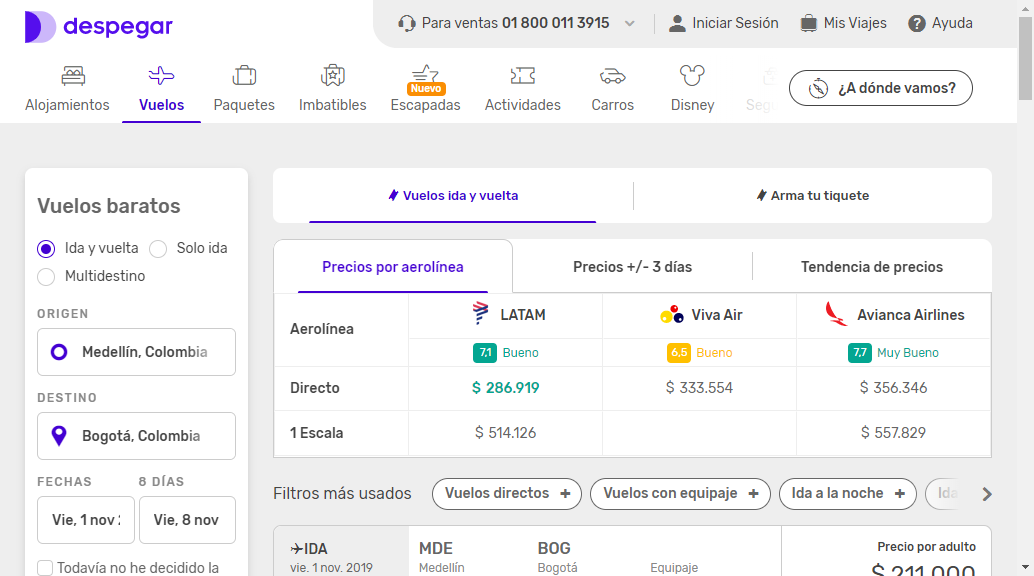 despegar
Para ventas 01 800 011 3915
Iniciar Sesión
Mis Viajes
Ayuda
Alojamientos
Vuelos
Paquetes
Imbatibles
Nuevo
Escapadas
Actividades
Carros
Disney
Seg
¿A dónde vamos?
Vuelos baratos
Ida y vuelta
Solo ida
Multidestino
ORIGEN
Medellín, Colombia
DESTINO
Bogotá, Colombia
FECHAS
8 DÍAS
Vie, 1 nov
Vie, 8 nov
Todavía no he decidido la
Vuelos ida y vuelta
Arma tu tiquete
Precios por aerolínea
Precios +/- 3 días
Tendencia de precios
Aerolínea
LATAM
Viva Air
Avianca Airlines
7,1 Bueno
6,5 Bueno
7,7 Muy Bueno
Directo
$ 286.919
$ 333.554
$ 356.346
1 Escala
$ 514.126
$ 557.829
Filtros más usados
Vuelos directos +
Vuelos con equipaje +
Ida a la noche +
Ida
IDA
MDE
BOG
Precio por adulto
vie. 1 nov. 2019
Medellín
Bogotá
Equipaje
$ 211.000